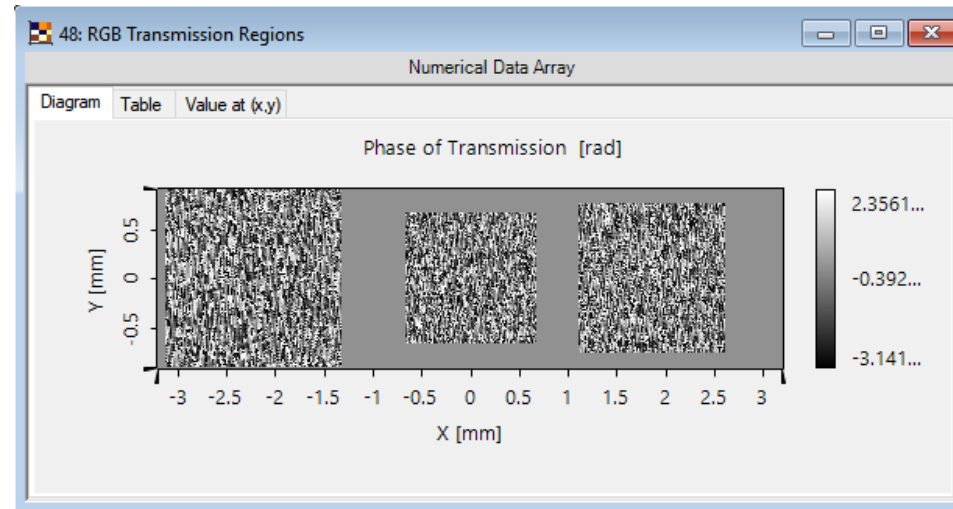 48: RGB Transmission Regions
Numerical Data Array
Diagram Table Value at (x,y)
Phase of Transmission [rad]
2.3561...
-0.392...
-3.141...
Y [mm]
0.5
0
-0.5
-3 -2.5 -2 -1.5 -1 -0.5 0 0.5 1 1.5 2 2.5 3
X [mm]